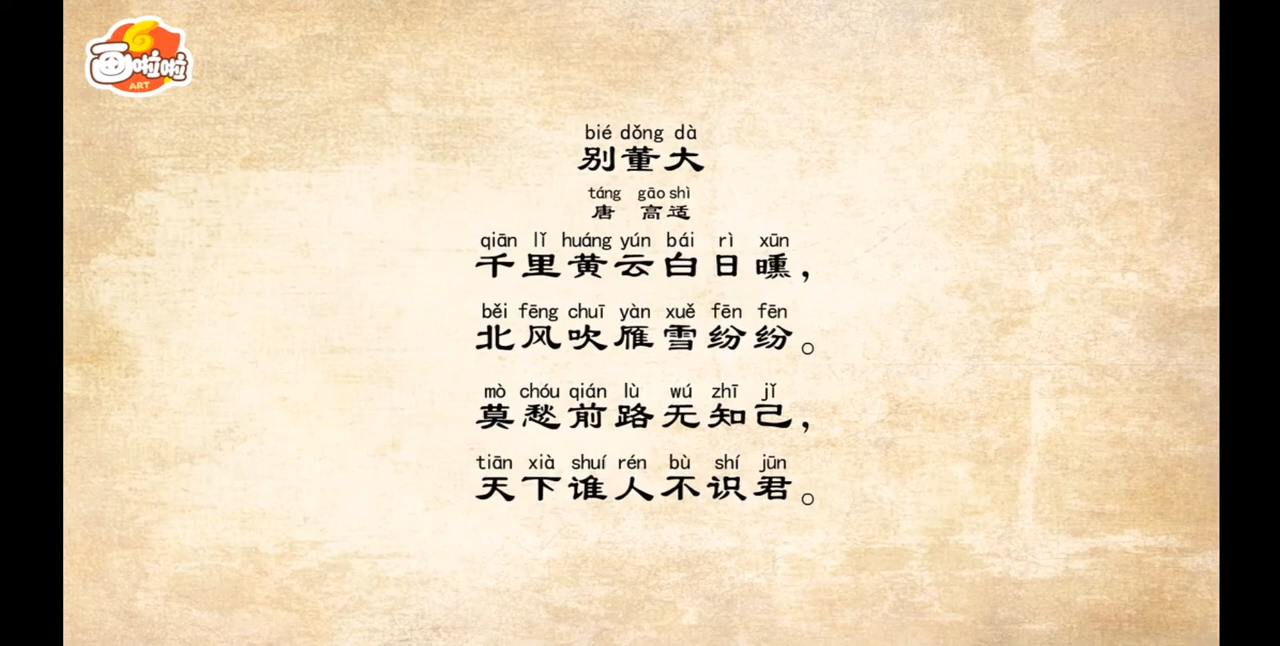 画啦啦
ART
bié dǒng dà
别董大
táng gāo shì
唐 高适
qiān lǐ huáng yún bái rì xūn
千里黄云白日曛，
běi fēng chuī yàn xuě fēn fēn
北风吹雁雪纷纷。
mò chóu qián lù wú zhī jǐ
莫愁前路无知己，
tiān xià shuí rén bù shí jūn
天下谁人不识君。